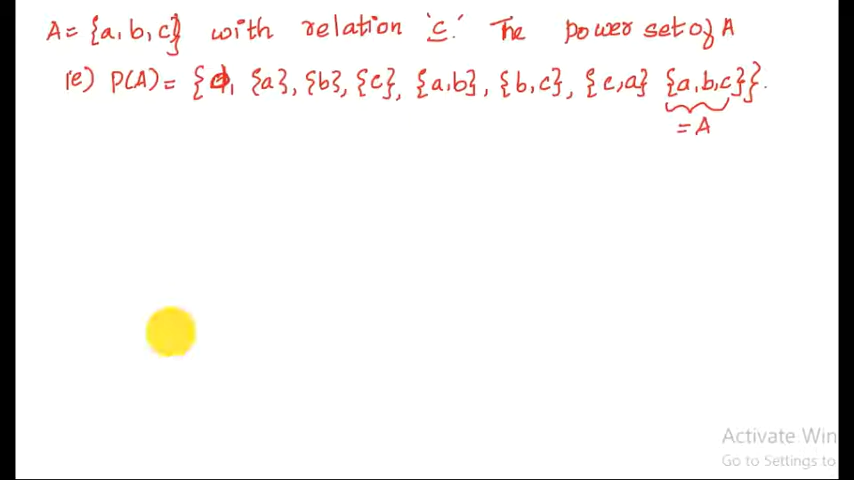 A = {a, b, c} with relation '⊆'. The power set of A
(ie) P(A) = { ϕ, {a}, {b}, {c}, {a,b}, {b,c}, {c,a} {a,b,c}}.
= A
Activate Win
Go to Settings to